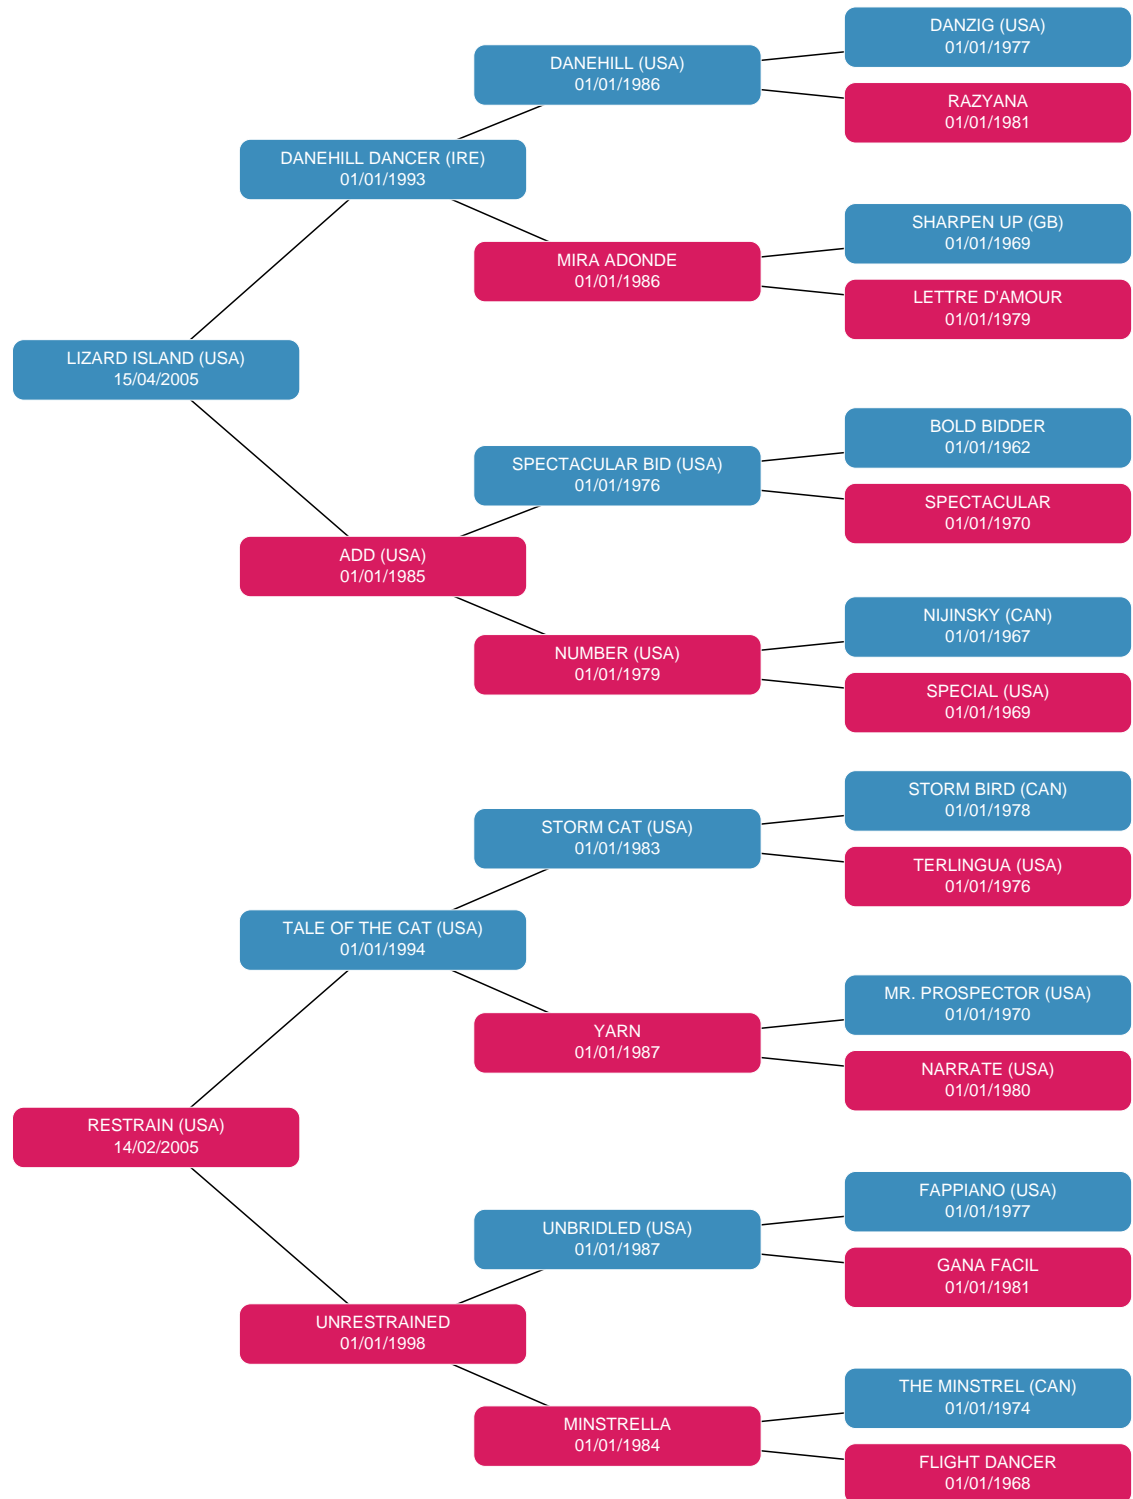 DANZIG (USA)
01/01/1977
DANEHILL (USA)
01/01/1986
RAZYANA
01/01/1981
DANEHILL DANCER (IRE)
01/01/1993
SHARPEN UP (GB)
01/01/1969
MIRA ADONDE
01/01/1986
LETTRE D'AMOUR
01/01/1979
LIZARD ISLAND (USA)
15/04/2005
BOLD BIDDER
01/01/1962
SPECTACULAR BID (USA)
01/01/1976
SPECTACULAR
01/01/1970
ADD (USA)
01/01/1985
NIJINSKY (CAN)
01/01/1967
NUMBER (USA)
01/01/1979
SPECIAL (USA)
01/01/1969
STORM BIRD (CAN)
01/01/1978
STORM CAT (USA)
01/01/1983
TERLINGUA (USA)
01/01/1976
TALE OF THE CAT (USA)
01/01/1994
MR. PROSPECTOR (USA)
01/01/1970
YARN
01/01/1987
NARRATE (USA)
01/01/1980
RESTRAIN (USA)
14/02/2005
FAPPIANO (USA)
01/01/1977
UNBRIDLED (USA)
01/01/1987
GANA FACIL
01/01/1981
UNRESTRAINED
01/01/1998
THE MINSTREL (CAN)
01/01/1974
MINSTRELLA
01/01/1984
FLIGHT DANCER
01/01/1968